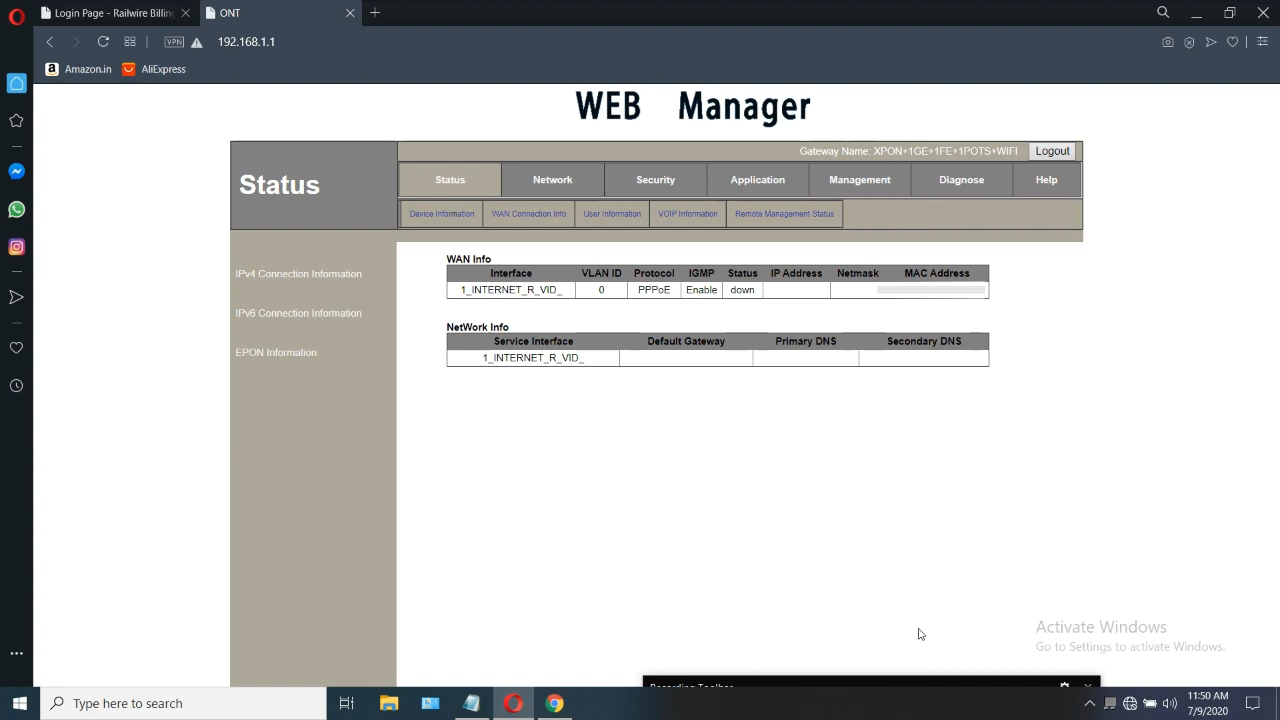 Login Page - Railwire Billing
ONT
VPN
192.168.1.1
Amazon.in
AliExpress
WEB Manager
Gateway Name: XPON+1GE+1FE+1POTS+WIFI
Logout
Status
Status Network Security Application Management Diagnose Help
Device Information WAN Connection Info User Information VOIP Information Remote Management Status
IPv4 Connection Information
IPv6 Connection Information
EPON Information
WAN Info
Interface VLAN ID Protocol IGMP Status IP Address Netmask MAC Address
1_INTERNET_R_VID_ 0 PPPoE Enable down
NetWork Info
Service Interface Default Gateway Primary DNS Secondary DNS
1_INTERNET_R_VID_
Activate Windows
Go to Settings to activate Windows.
Recording Toolbar
Type here to search
11:50 AM
7/9/2020